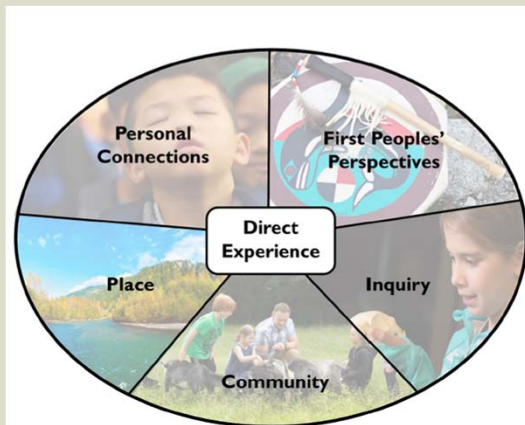 Personal
Connections
First Peoples'
Perspectives
Direct
Experience
Place
Inquiry
Community